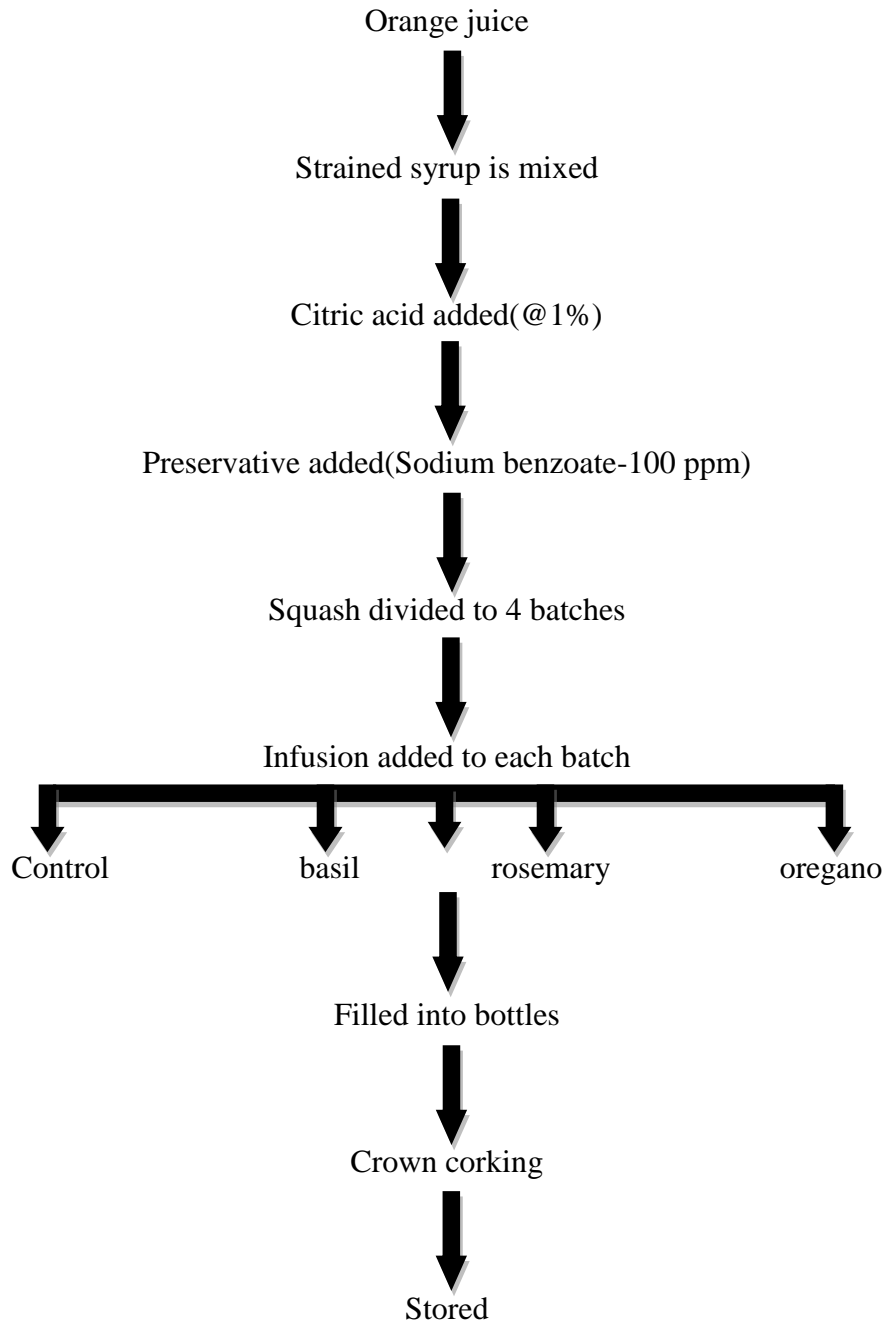 Orange juice
Strained syrup is mixed
Citric acid added(@1%)
Preservative added(Sodium benzoate-100 ppm)
Squash divided to 4 batches
Infusion added to each batch
Control basil rosemary oregano
Filled into bottles
Crown corking
Stored